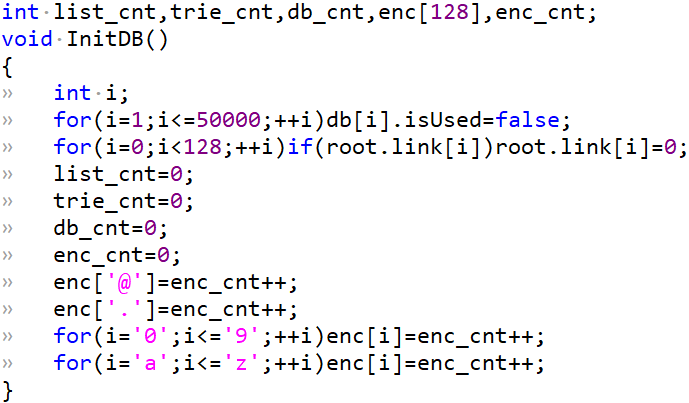 int·list_cnt,trie_cnt,db_cnt,enc[128],enc_cnt;
void·InitDB()
{
»   int·i;
»   for(i=1;i<=50000;++i)db[i].isUsed=false;
»   for(i=0;i<128;++i)if(root.link[i])root.link[i]=0;
»   list_cnt=0;
»   trie_cnt=0;
»   db_cnt=0;
»   enc_cnt=0;
»   enc['@']=enc_cnt++;
»   enc['.']=enc_cnt++;
»   for(i='0';i<='9';++i)enc[i]=enc_cnt++;
»   for(i='a';i<='z';++i)enc[i]=enc_cnt++;
}